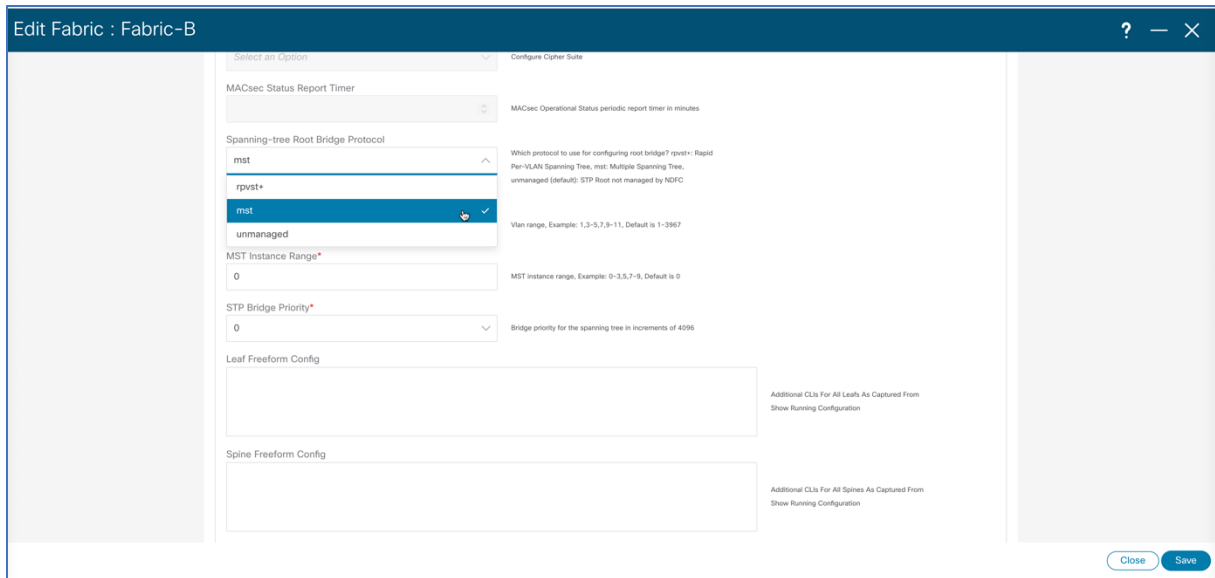 Edit Fabric : Fabric-B
? — ×
Select an Option
Configure Cipher Suite
MACsec Status Report Timer
MACsec Operational Status periodic report timer in minutes
Spanning-tree Root Bridge Protocol
mst
Which protocol to use for configuring root bridge? rpvst+: Rapid
Per-VLAN Spanning Tree, mst: Multiple Spanning Tree,
unmanaged (default): STP Root not managed by NDFC
rpvst+
mst
Vlan range, Example: 1,3-5,7,9-11, Default is 1-3967
unmanaged
MST Instance Range*
0
MST instance range, Example: 0-3,5,7-9, Default is 0
STP Bridge Priority*
0
Bridge priority for the spanning tree in increments of 4096
Leaf Freeform Config
Additional CLIs For All Leafs As Captured From
Show Running Configuration
Spine Freeform Config
Additional CLIs For All Spines As Captured From
Show Running Configuration
Close
Save